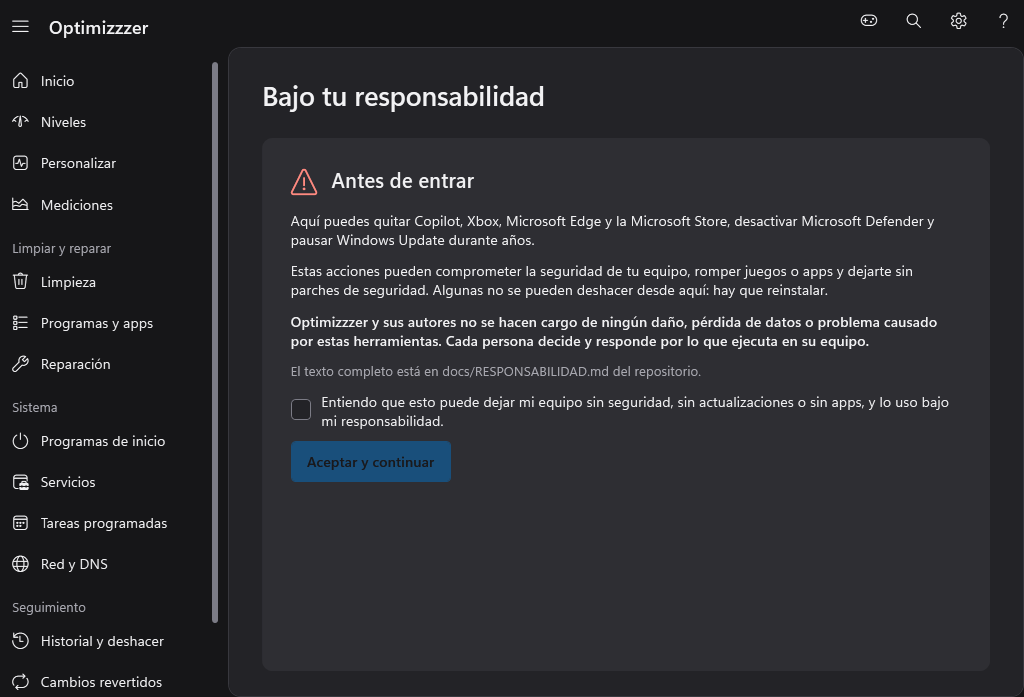 Optimizzzer
Inicio
Niveles
Personalizar
Mediciones
Limpiar y reparar
Limpieza
Programas y apps
Reparación
Sistema
Programas de inicio
Servicios
Tareas programadas
Red y DNS
Seguimiento
Historial y deshacer
Cambios revertidos
Bajo tu responsabilidad
Antes de entrar
Aquí puedes quitar Copilot, Xbox, Microsoft Edge y la Microsoft Store, desactivar Microsoft Defender y
pausar Windows Update durante años.
Estas acciones pueden comprometer la seguridad de tu equipo, romper juegos o apps y dejarte sin
parches de seguridad. Algunas no se pueden deshacer desde aquí: hay que reinstalar.
Optimizzzer y sus autores no se hacen cargo de ningún daño, pérdida de datos o problema causado
por estas herramientas. Cada persona decide y responde por lo que ejecuta en su equipo.
El texto completo está en docs/RESPONSABILIDAD.md del repositorio.
Entiendo que esto puede dejar mi equipo sin seguridad, sin actualizaciones o sin apps, y lo uso bajo
mi responsabilidad.
Aceptar y continuar